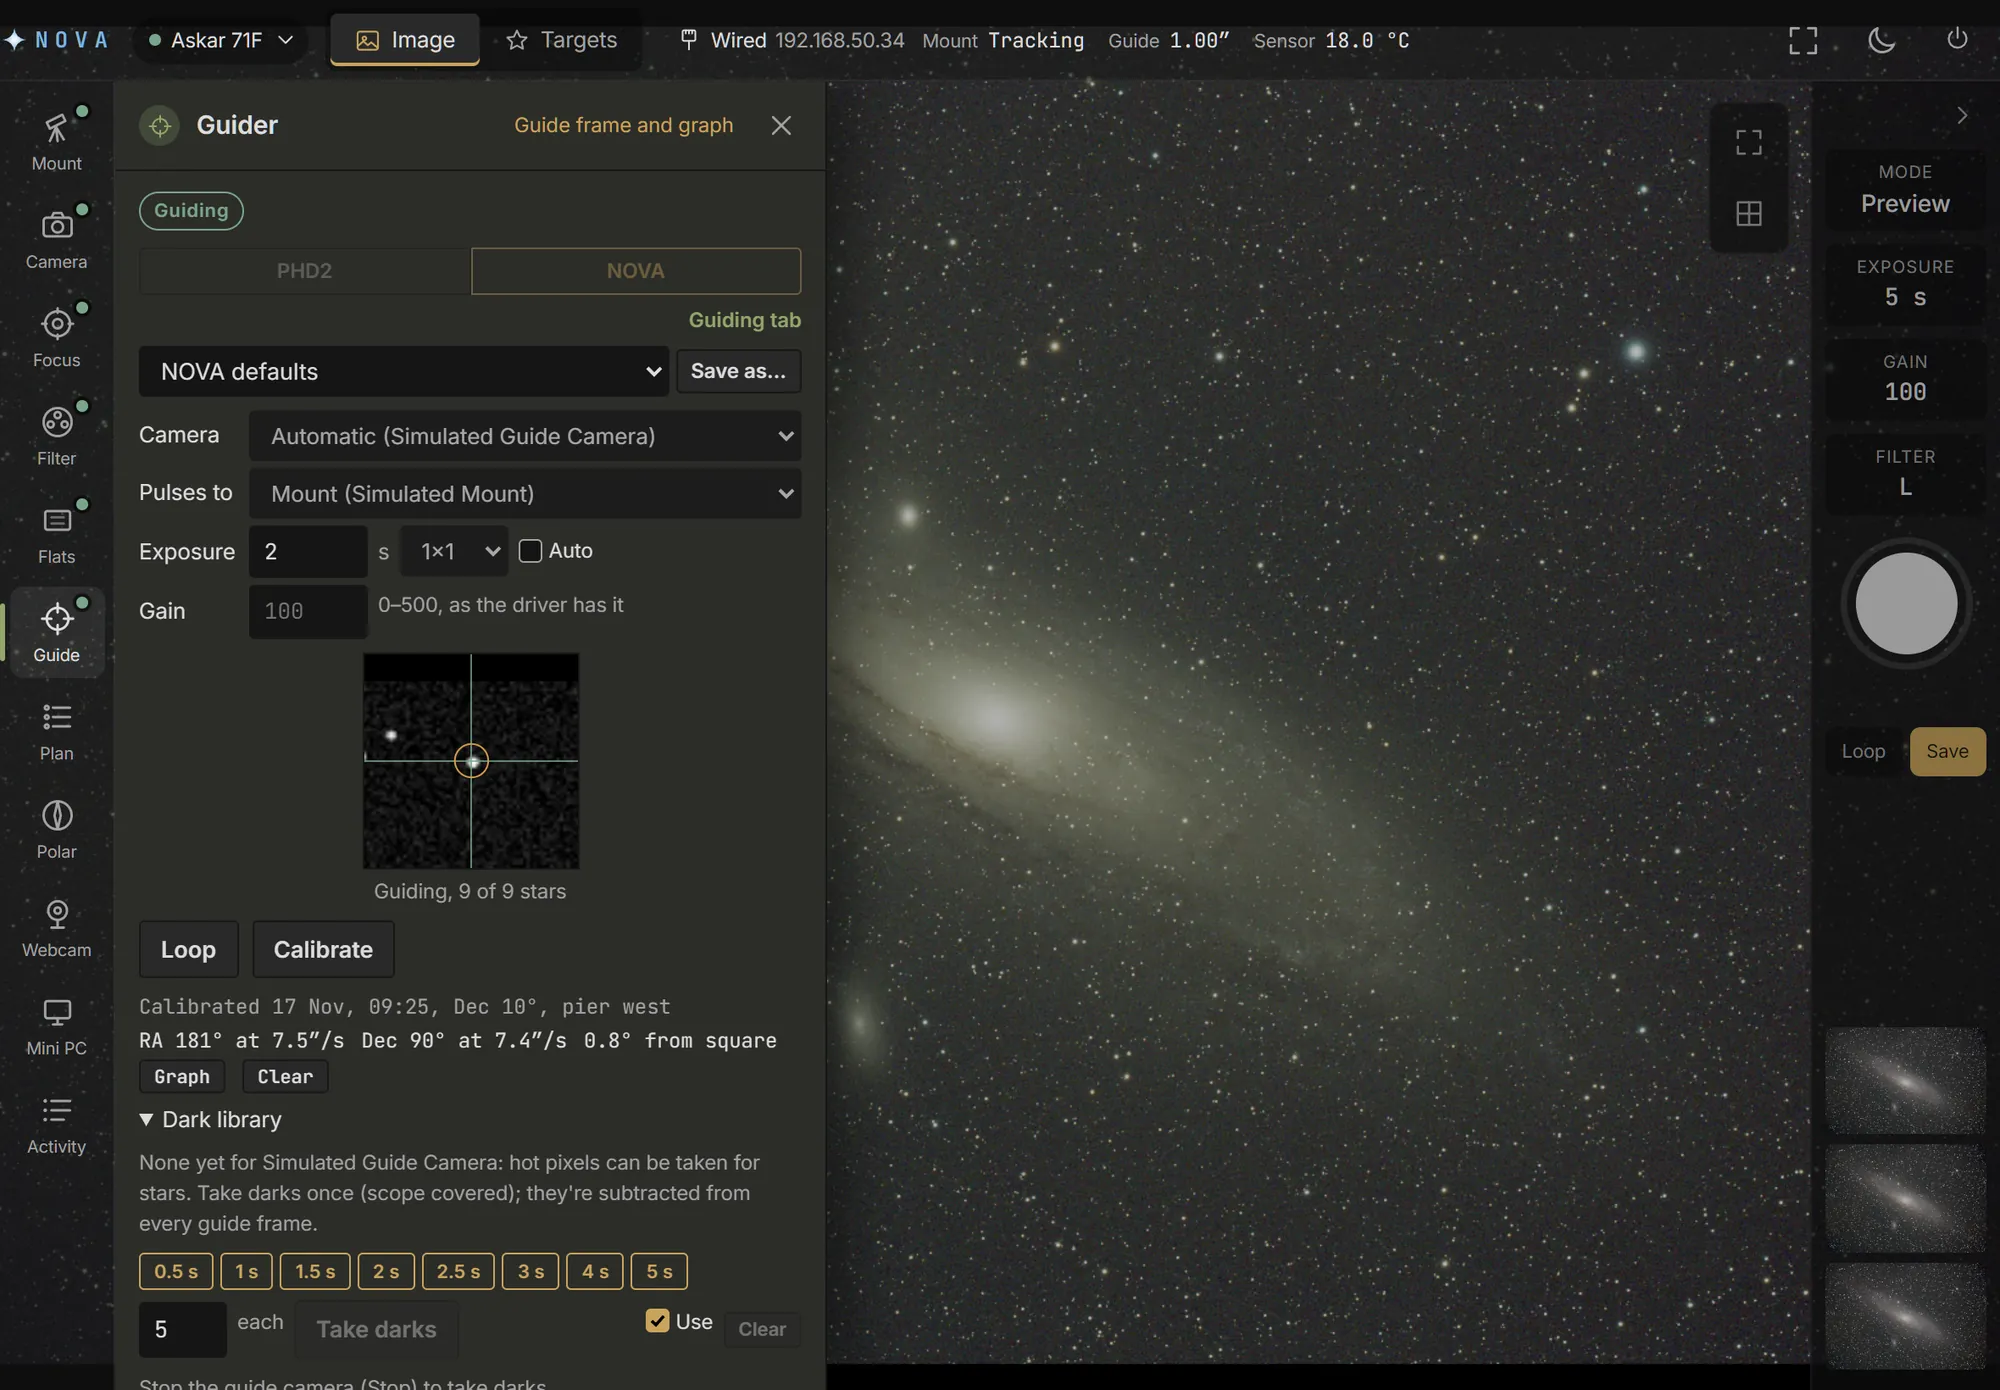 NOVA
Askar 71F
Image
Targets
Wired 192.168.50.34 Mount Tracking Guide 1.00″ Sensor 18.0 °C
Mount
Camera
Focus
Filter
Flats
Guide
Plan
Polar
Webcam
Mini PC
Activity
Guider
Guide frame and graph
Guiding
PHD2
NOVA
Guiding tab
NOVA defaults
Save as...
Camera
Automatic (Simulated Guide Camera)
Pulses to
Mount (Simulated Mount)
Exposure
2
s
1×1
Auto
Gain
100
0–500, as the driver has it
Guiding, 9 of 9 stars
Loop
Calibrate
Calibrated 17 Nov, 09:25, Dec 10°, pier west
RA 181° at 7.5″/s Dec 90° at 7.4″/s 0.8° from square
Graph
Clear
Dark library
None yet for Simulated Guide Camera: hot pixels can be taken for
stars. Take darks once (scope covered); they're subtracted from
every guide frame.
0.5 s
1 s
1.5 s
2 s
2.5 s
3 s
4 s
5 s
5
each
Take darks
Use
Clear
Stop the guide camera (Stop) to take darks
MODE
Preview
EXPOSURE
5 s
GAIN
100
FILTER
L
Loop
Save